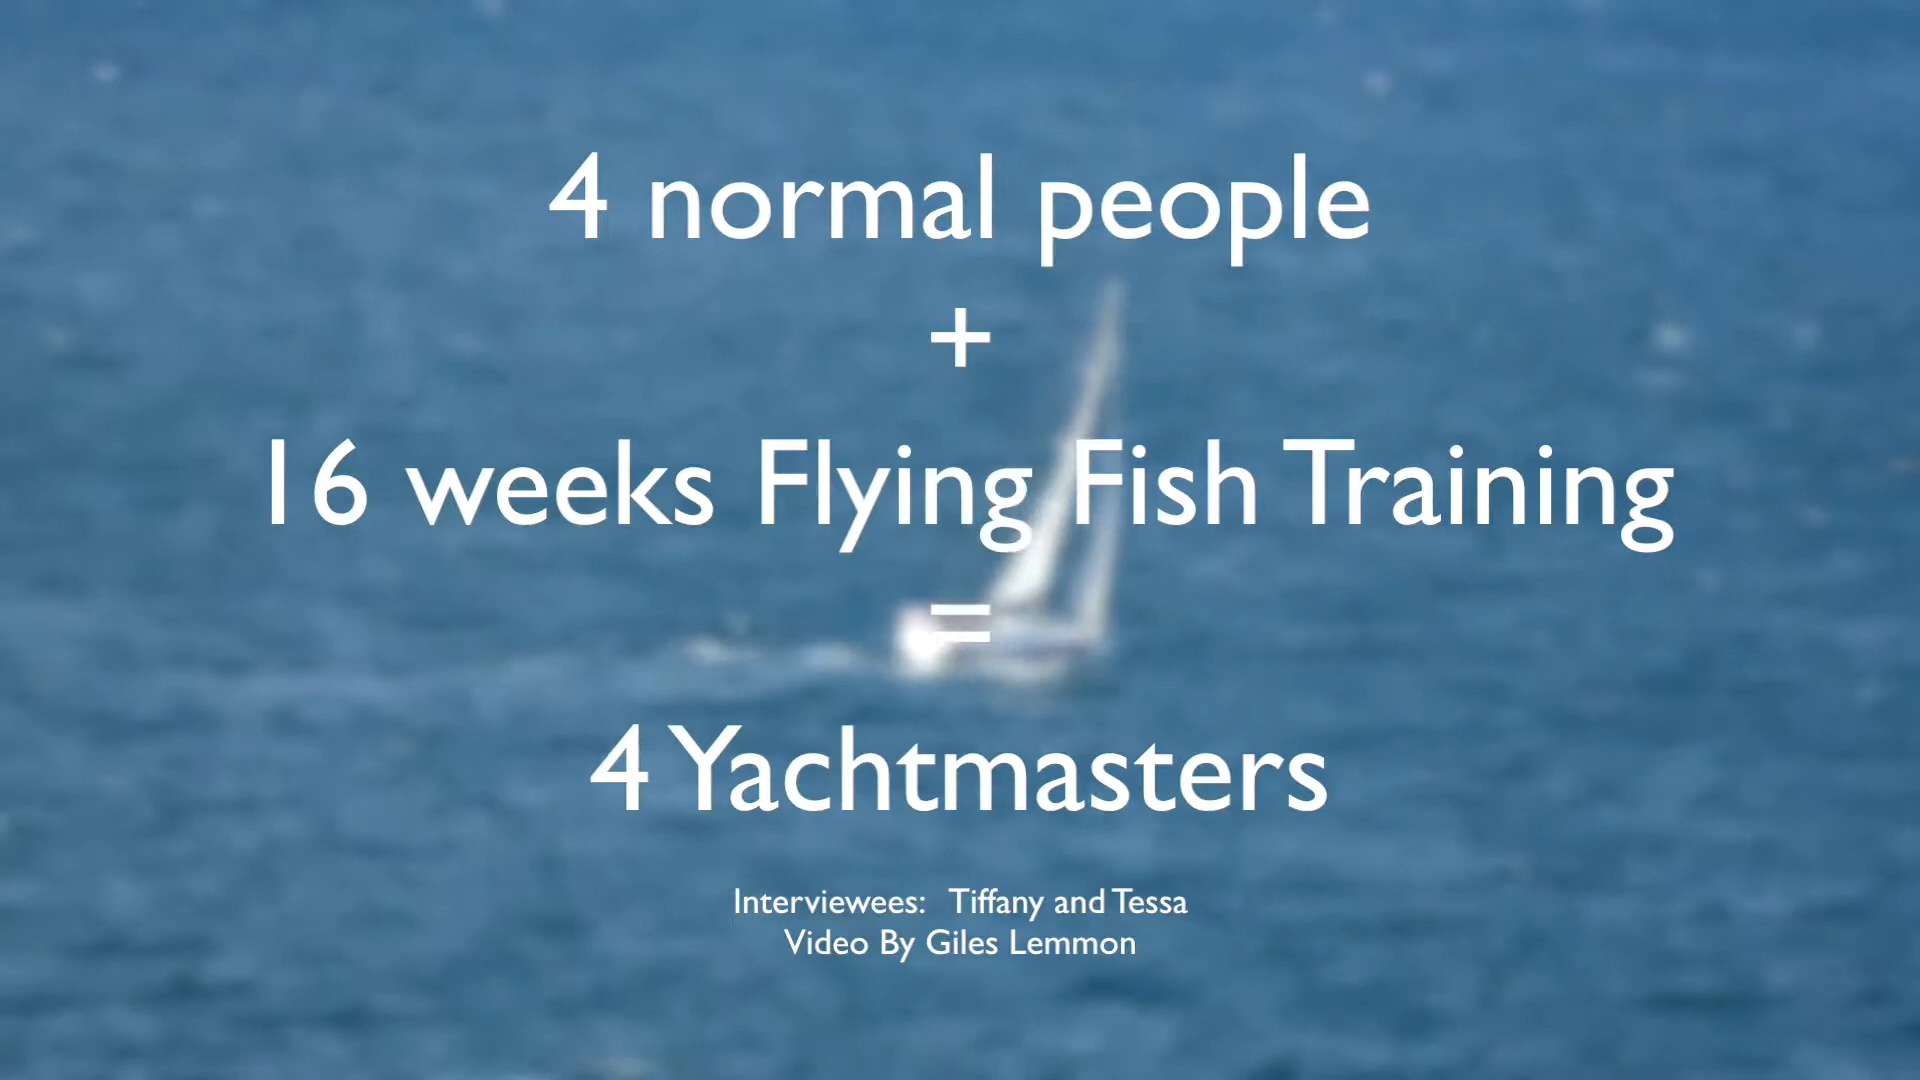 4 normal people
+
16 weeks Flying Fish Training
=
4 Yachtmasters
Interviewees: Tiffany and Tessa
Video By Giles Lemmon